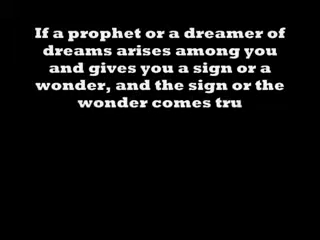 If a prophet or a dreamer of
dreams arises among you
and gives you a sign or a
wonder, and the sign or the
wonder comes tru